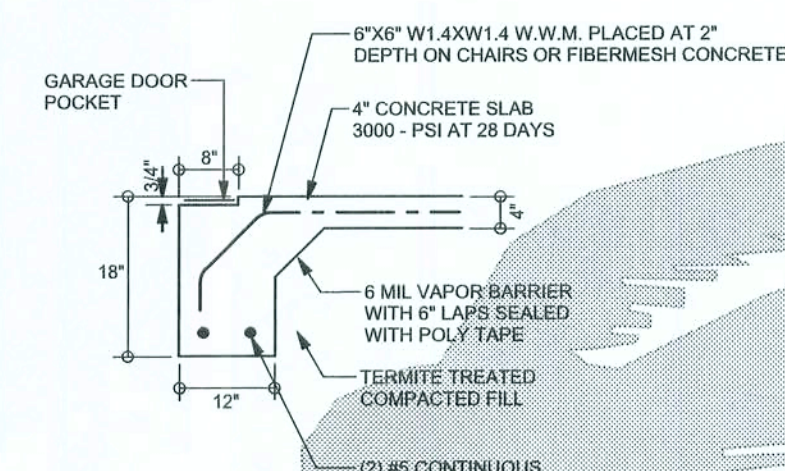 6"X6" W1.4XW1.4 W.W.M. PLACED AT 2"
DEPTH ON CHAIRS OR FIBERMESH CONCRETE
GARAGE DOOR
POCKET
4" CONCRETE SLAB
3000 - PSI AT 28 DAYS
8"
3/4"
4"
18"
6 MIL VAPOR BARRIER
WITH 6" LAPS SEALED
WITH POLY TAPE
TERMITE TREATED
COMPACTED FILL
12"
(2) #5 CONTINUOUS